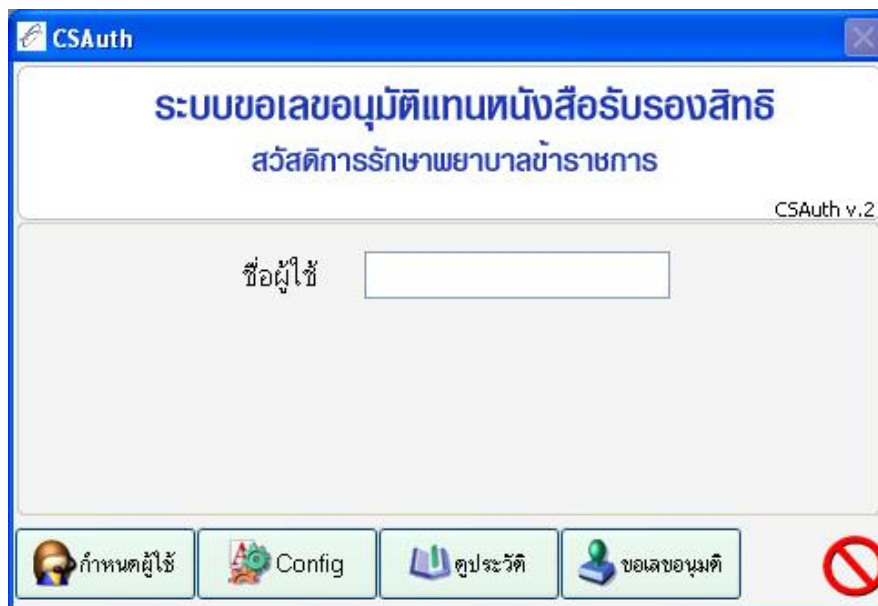 CSAuth
ระบบขอเลขอนุมัติแทนหนังสือรับรองสิทธิ
สวัสดิการรักษาพยาบาลข้าราชการ
CSAuth v.2
ชื่อผู้ใช้
กำหนดผู้ใช้
Config
ดูประวัติ
ขอเลขอนุมติ